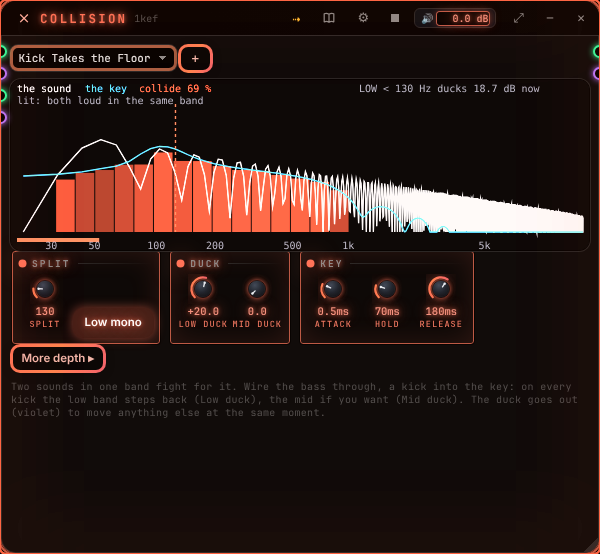 COLLISION 1kef
0.0 dB
Kick Takes the Floor
+
the sound the key collide 69 % LOW < 130 Hz ducks 18.7 dB now
lit: both loud in the same band
30 50 100 200 500 1k 5k
SPLIT DUCK KEY
130 +20.0 0.0 0.5ms 70ms 180ms
SPLIT Low mono LOW DUCK MID DUCK ATTACK HOLD RELEASE
More depth ▸
Two sounds in one band fight for it. Wire the bass through, a kick into the key: on every
kick the low band steps back (Low duck), the mid if you want (Mid duck). The duck goes out
(violet) to move anything else at the same moment.